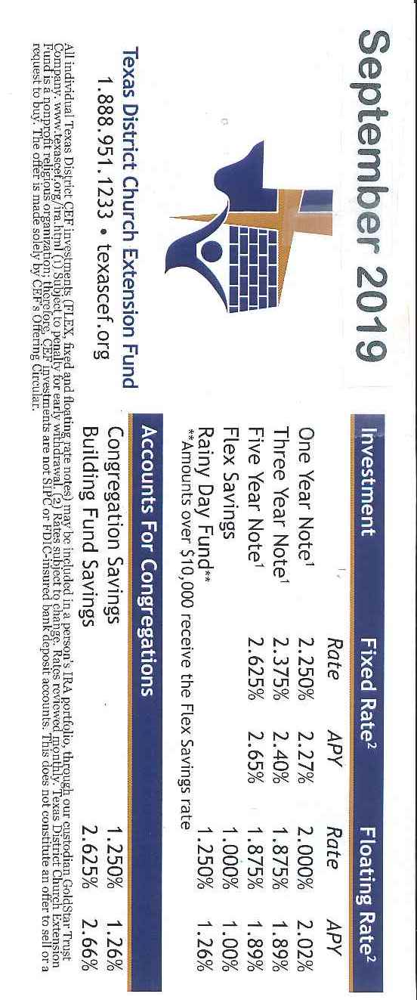 September 2019
Texas District Church Extension Fund
1.888.951.1233 • texascef.org
Investment Fixed Rate² Floating Rate²
Rate APY Rate APY
One Year Note¹ 2.250% 2.27% 2.000% 2.02%
Three Year Note¹ 2.375% 2.40% 1.875% 1.89%
Five Year Note¹ 2.625% 2.65% 1.875% 1.89%
Flex Savings 1.000% 1.00%
Rainy Day Fund** 1.250% 1.26%
**Amounts over $10,000 receive the Flex Savings rate
Accounts For Congregations
Congregation Savings 1.250% 1.26%
Building Fund Savings 2.625% 2.66%
All individual Texas District CEF investments (FLEX, fixed and floating rate notes) may be included in a person's IRA portfolio, through our custodian GoldStar Trust
Company. www.texascef.org/ira.html (1) Subject to penalty for early withdrawal. (2) Rates subject to change. Rates reviewed monthly. Texas District Church Extension
Fund is a nonprofit religious organization; therefore, CEF investments are not SIPC or FDIC-insured bank deposit accounts. This does not constitute an offer to sell or a
request to buy. The offer is made solely by CEF's Offering Circular.